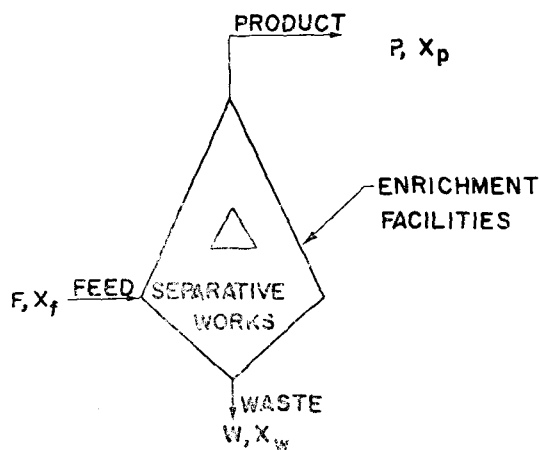 PRODUCT
P, Xp
ENRICHMENT
FACILITIES
F, Xf
FEED
SEPARATIVE
WORKS
WASTE
W, Xw